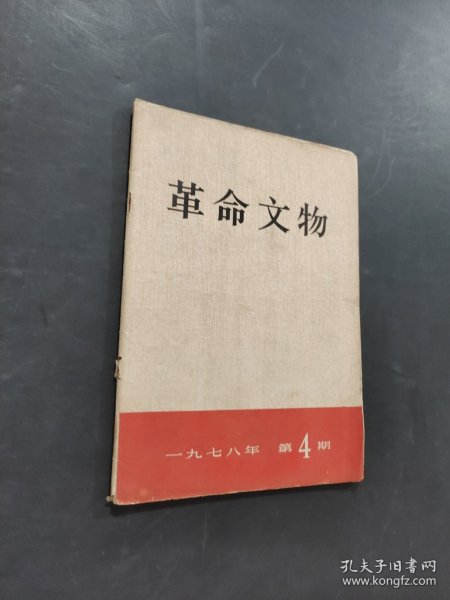 革命文物
一九七八年 第4期
孔夫子旧书网
www.kongfz.com